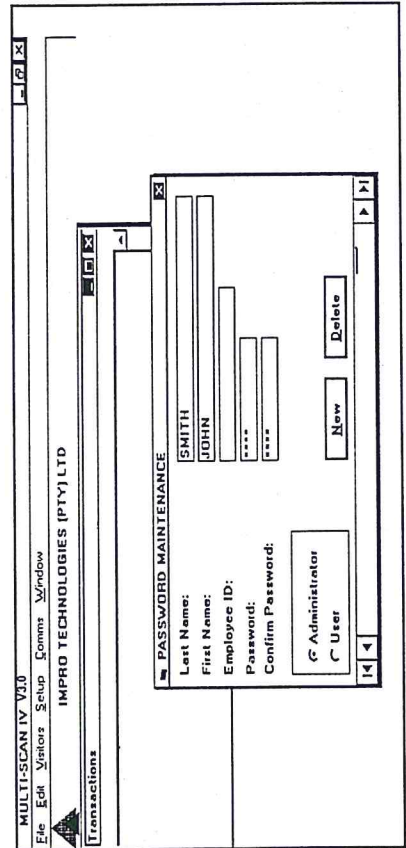 MULTI-SCAN IV V3.0
File Edit Visitors Setup Comms Window
IMPRO TECHNOLOGIES (PTY) LTD
Transactions
PASSWORD MAINTENANCE
Last Name: SMITH
First Name: JOHN
Employee ID:
Password: ****
Confirm Password: ****
Administrator
User
New Delete